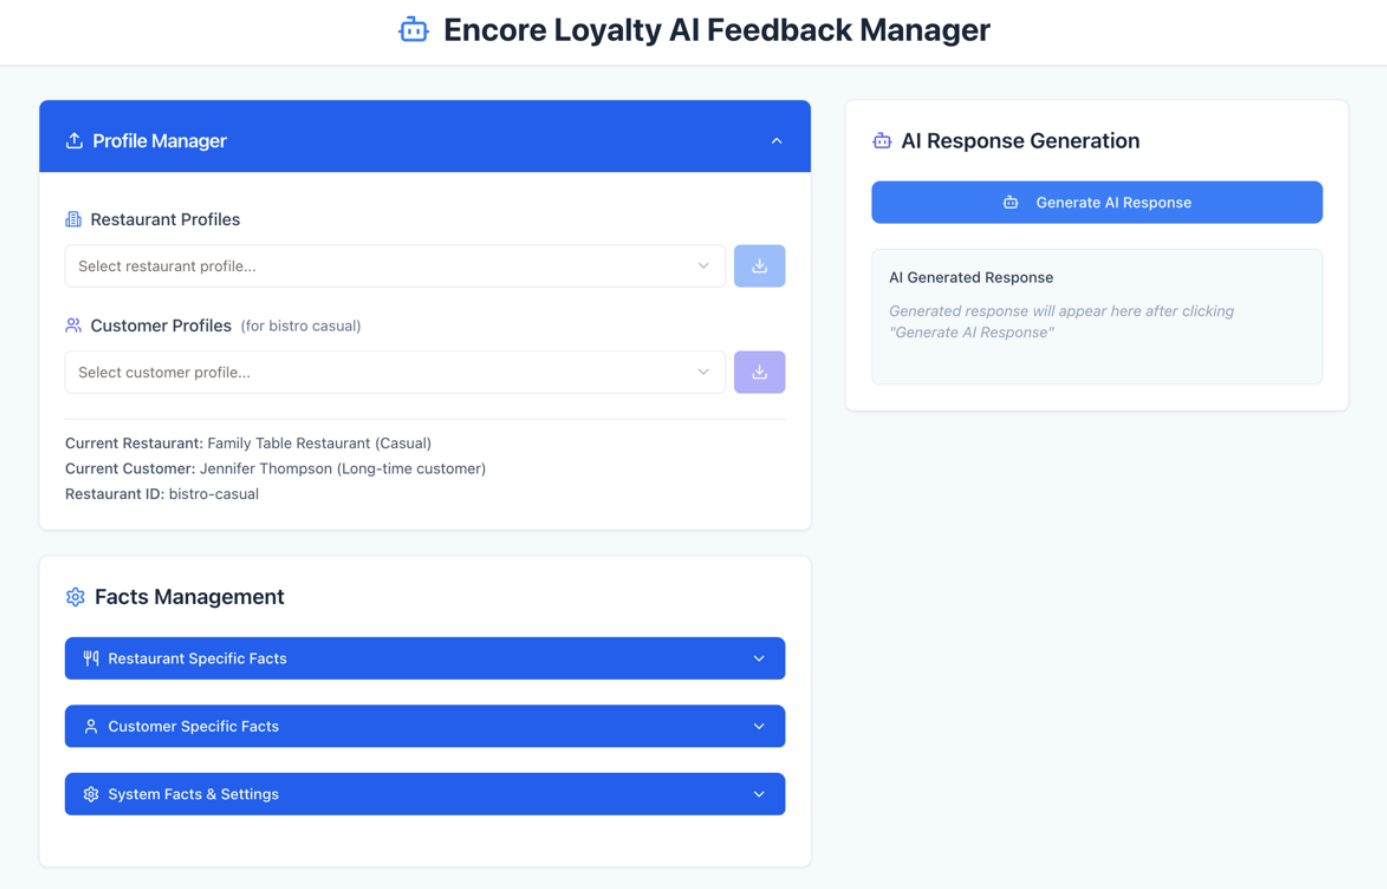 Encore Loyalty AI Feedback Manager
Profile Manager
Restaurant Profiles
Select restaurant profile...
Customer Profiles (for bistro casual)
Select customer profile...
Current Restaurant: Family Table Restaurant (Casual)
Current Customer: Jennifer Thompson (Long-time customer)
Restaurant ID: bistro-casual
Facts Management
Restaurant Specific Facts
Customer Specific Facts
System Facts & Settings
AI Response Generation
Generate AI Response
AI Generated Response
Generated response will appear here after clicking
"Generate AI Response"